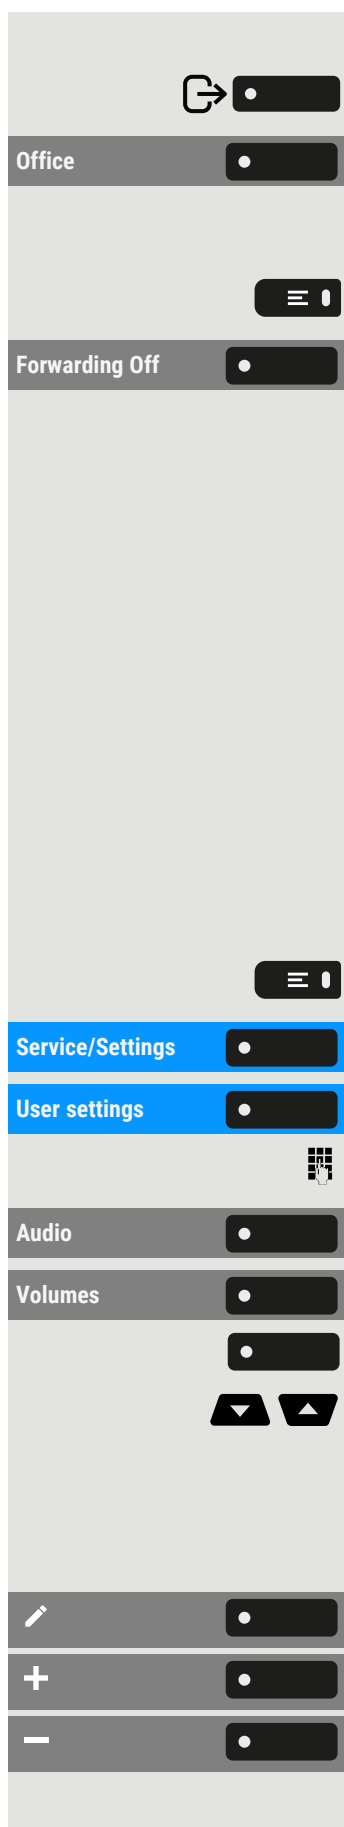 Office
Forwarding Off
Service/Settings
User settings
Audio
Volumes